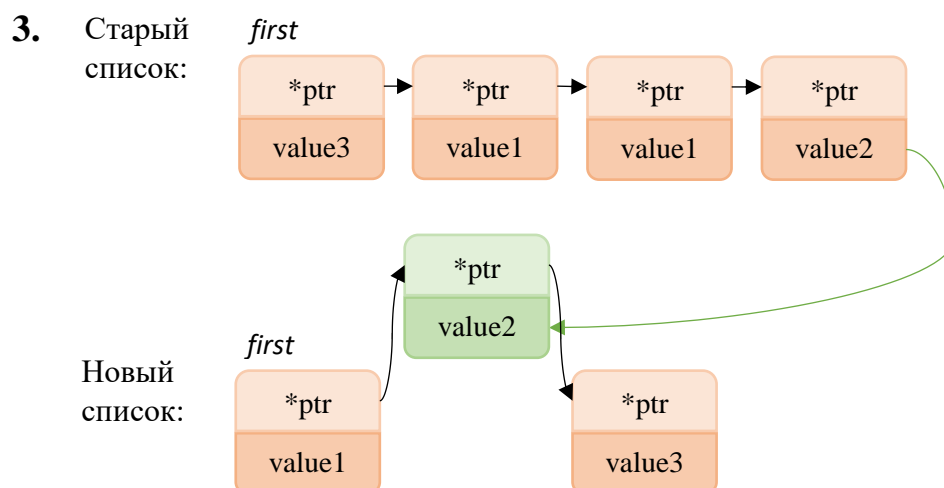 3.
Старый
список:
first
*ptr *ptr *ptr *ptr
value3 value1 value1 value2
*ptr
value2
first
Новый
список:
*ptr *ptr
value1 value3